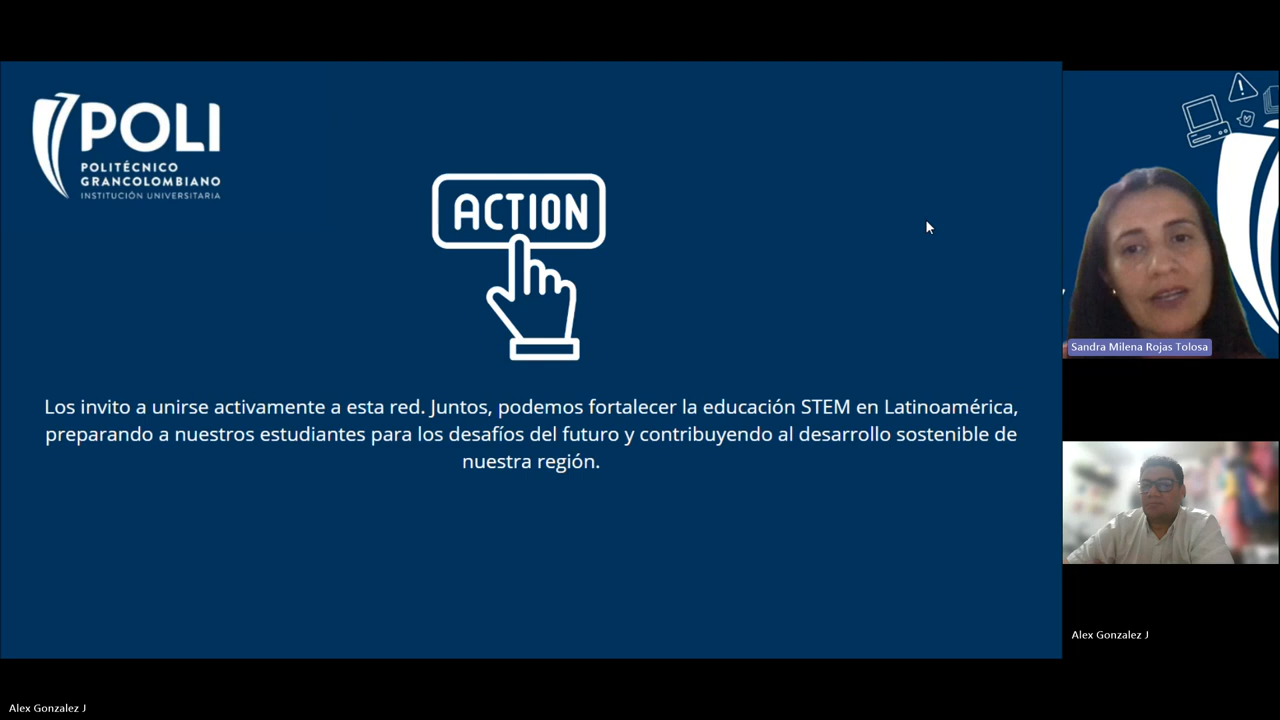 POLI
POLITÉCNICO
GRANCOLOMBIANO
INSTITUCIÓN UNIVERSITARIA
ACTION
Los invito a unirse activamente a esta red. Juntos, podemos fortalecer la educación STEM en Latinoamérica,
preparando a nuestros estudiantes para los desafíos del futuro y contribuyendo al desarrollo sostenible de
nuestra región.
Sandra Milena Rojas Tolosa
Alex Gonzalez J
Alex Gonzalez J